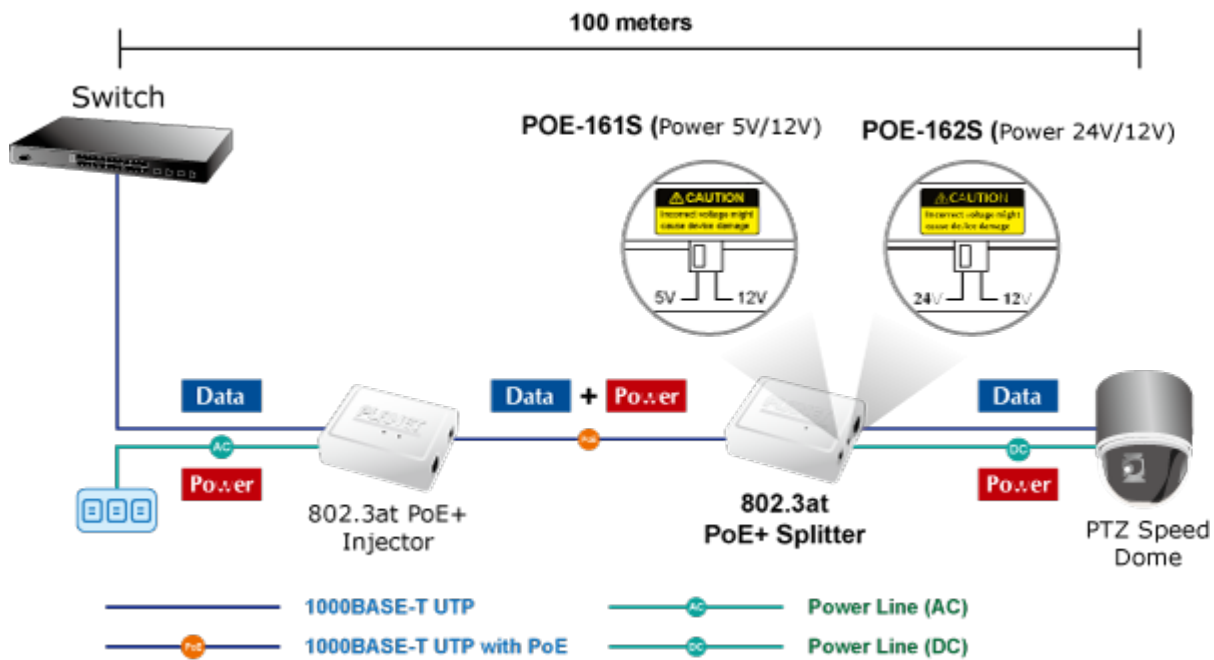 100 meters
Switch
POE-161S (Power 5V/12V)
POE-162S (Power 24V/12V)
CAUTION
Incorrect voltage might
cause device damage
5V
12V
CAUTION
Incorrect voltage might
cause device damage
24V
12V
Data
Data + Power
Data
PLANET
AC
PoE
DC
Power
Power
802.3at PoE+
Injector
802.3at
PoE+ Splitter
PTZ Speed
Dome
1000BASE-T UTP
AC
Power Line (AC)
PoE
1000BASE-T UTP with PoE
DC
Power Line (DC)